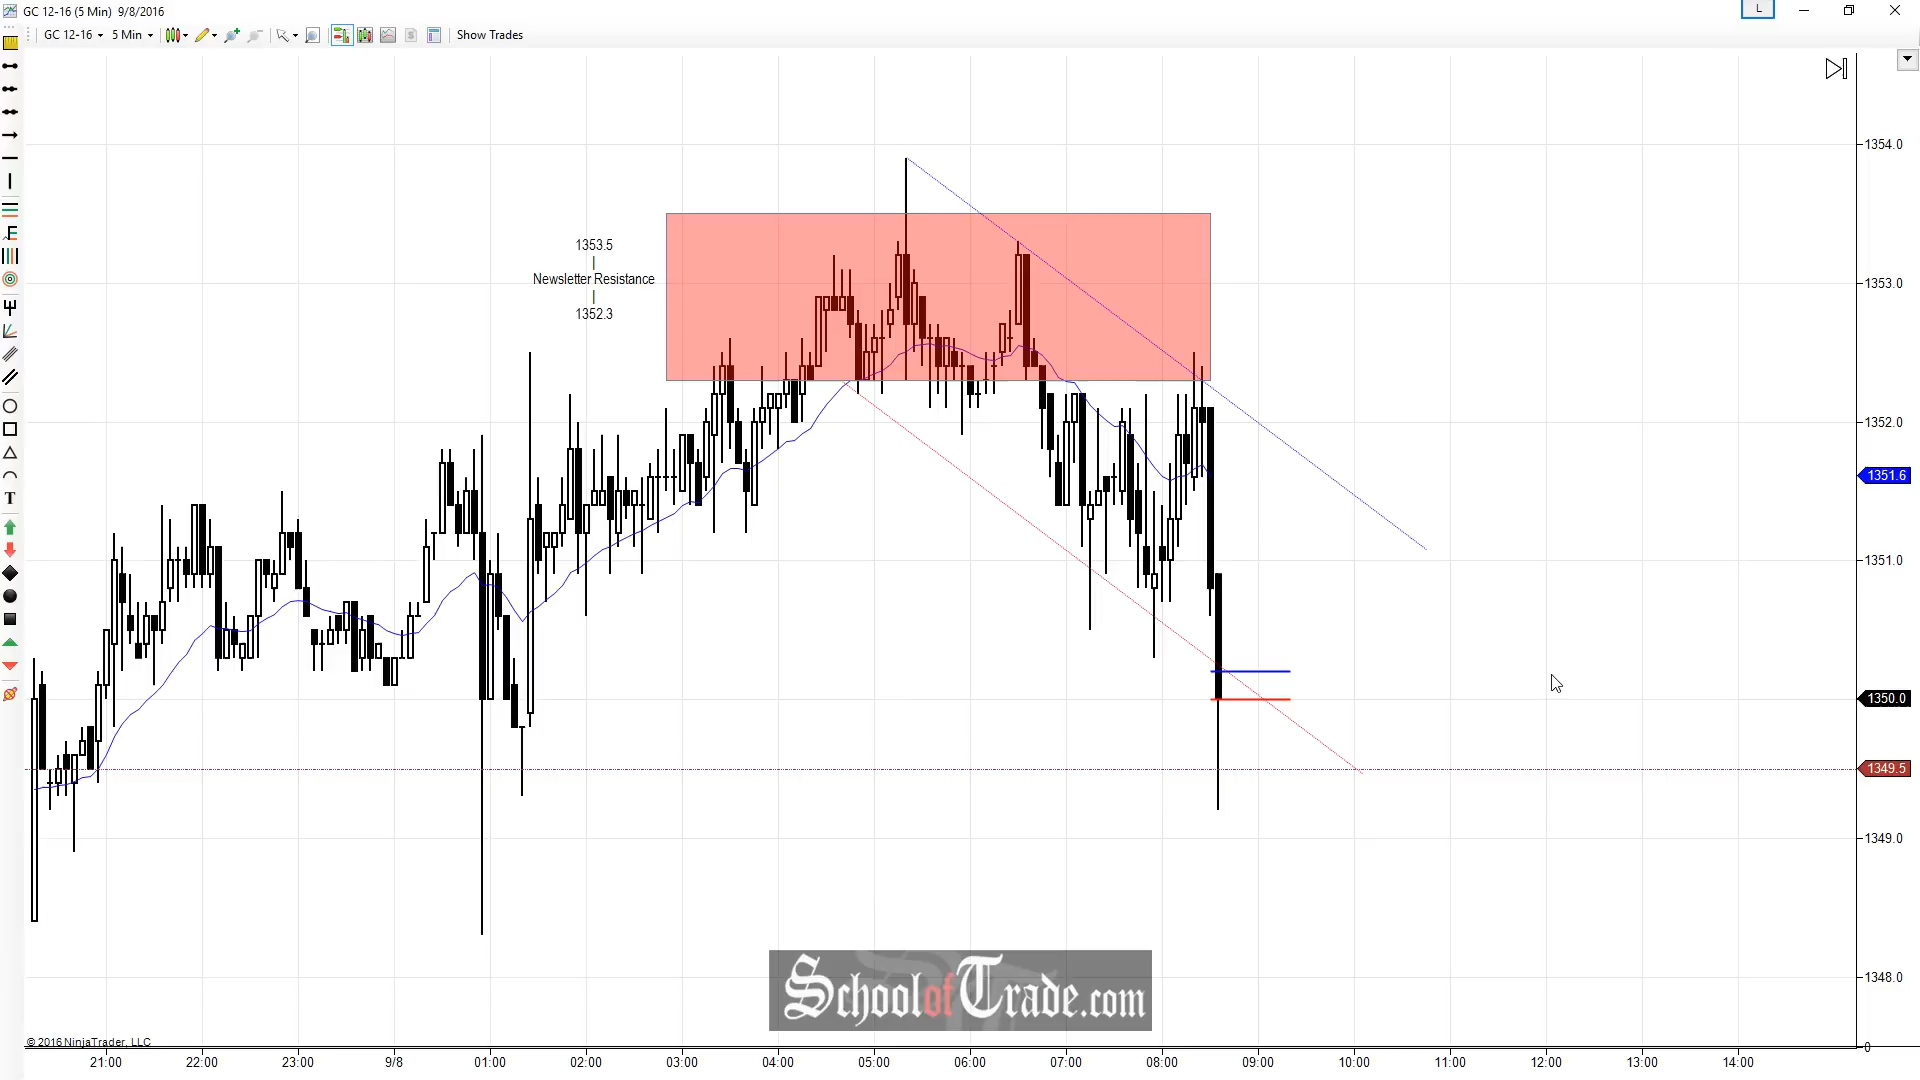 GC 12-16 (5 Min) 9/8/2016
L
GC 12-16 5 Min Show Trades
1354.0
1353.5
|
Newsletter Resistance
|
1352.3
1353.0
1352.0
1351.6
1351.0
1350.0
1349.5
1349.0
1348.0
SchoolofTrade.com
© 2016 NinjaTrader, LLC
0
21:00 22:00 23:00 9/8 01:00 02:00 03:00 04:00 05:00 06:00 07:00 08:00 09:00 10:00 11:00 12:00 13:00 14:00